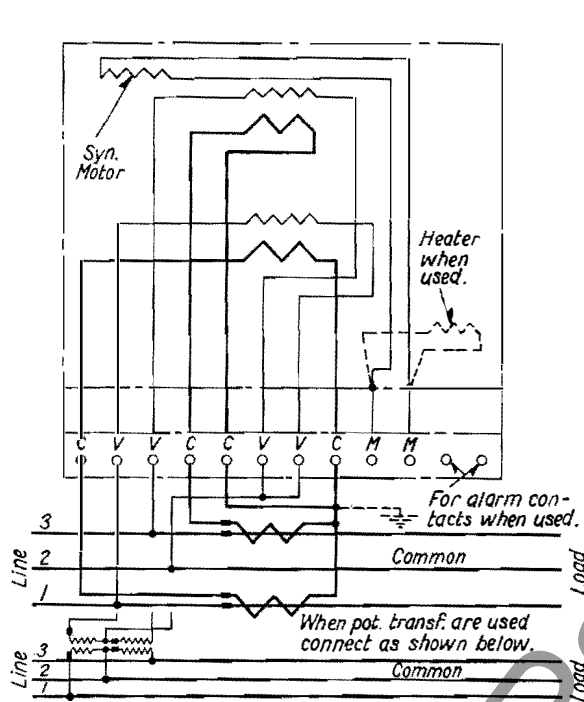 Syn.
Motor
Heater
when
used.
C V V C C V V C M M
For alarm con-
tacts when used.
3
2
Common
1
Line
Load
When pot. transf. are used
connect as shown below.
3
2
Common
1
Line
Load